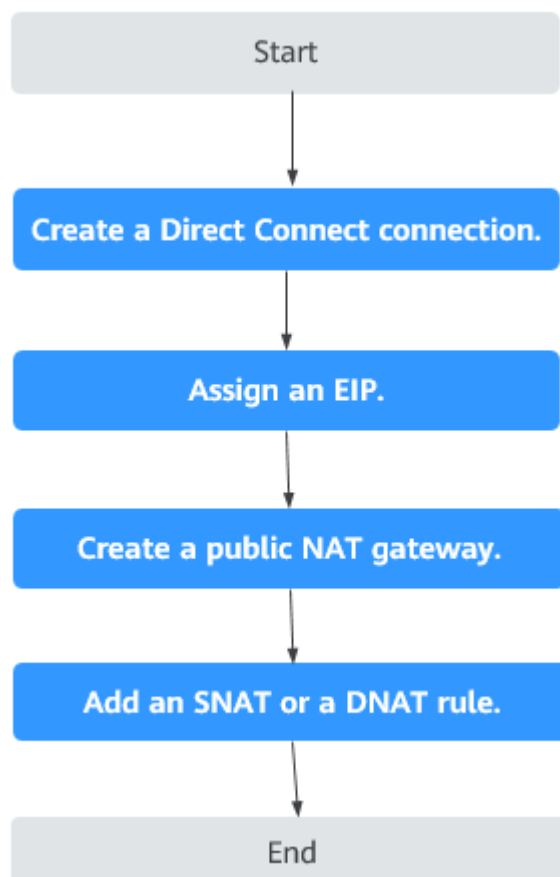 Start
Create a Direct Connect connection.
Assign an EIP.
Create a public NAT gateway.
Add an SNAT or a DNAT rule.
End